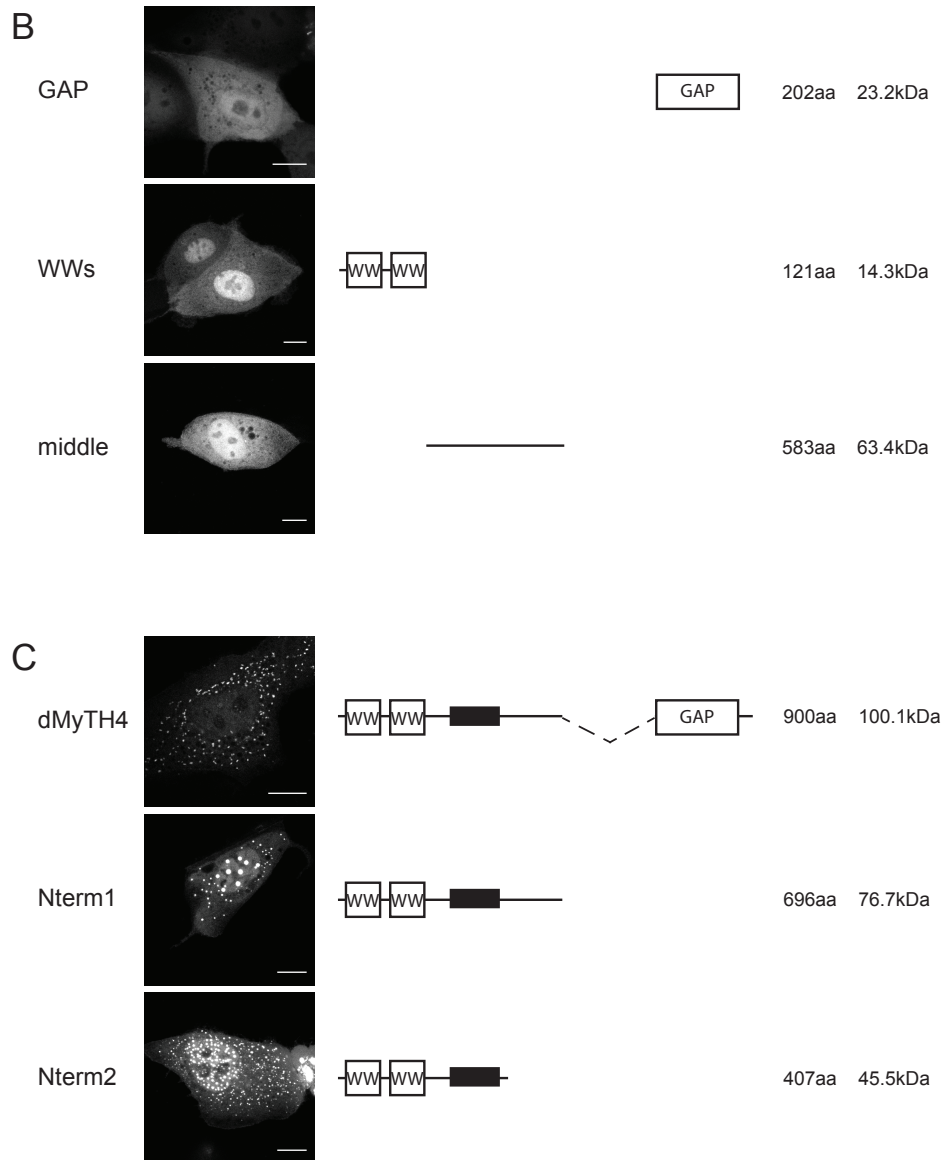 B
GAP GAP 202aa 23.2kDa
WWs WW WW 121aa 14.3kDa
middle 583aa 63.4kDa
C
dMyTH4 WW WW GAP 900aa 100.1kDa
Nterm1 WW WW 696aa 76.7kDa
Nterm2 WW WW 407aa 45.5kDa